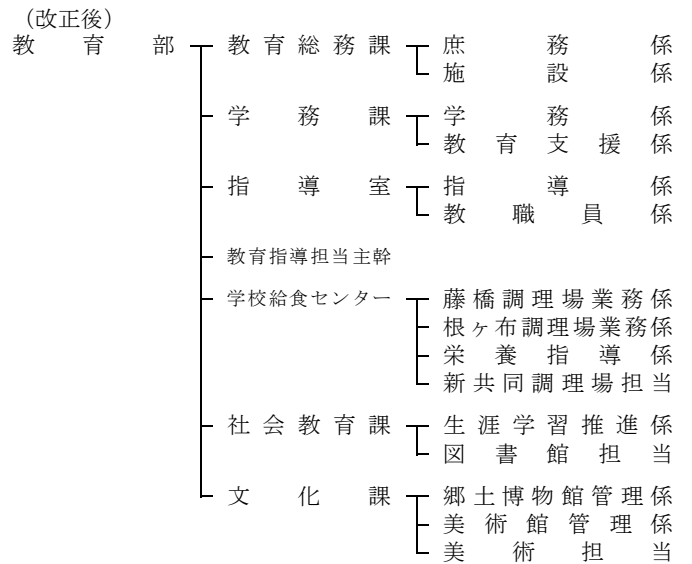 (改正後)
教育部 教育総務課 庶務係
施設係
学務課 学務係
教育支援係
指導室 指導係
教職員係
教育指導担当主幹
学校給食センター 藤橋調理場業務係
根ヶ布調理場業務係
栄養指導係
新共同調理場担当
社会教育課 生涯学習推進係
図書館担当
文化課 郷土博物館管理係
美術館管理係
美術担当